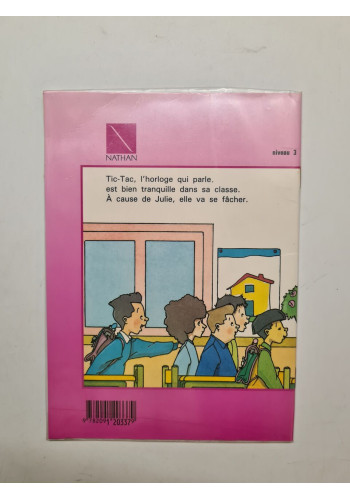 NATHAN
niveau 3
Tic-Tac, l'horloge qui parle,
est bien tranquille dans sa classe.
À cause de Julie, elle va se fâcher.